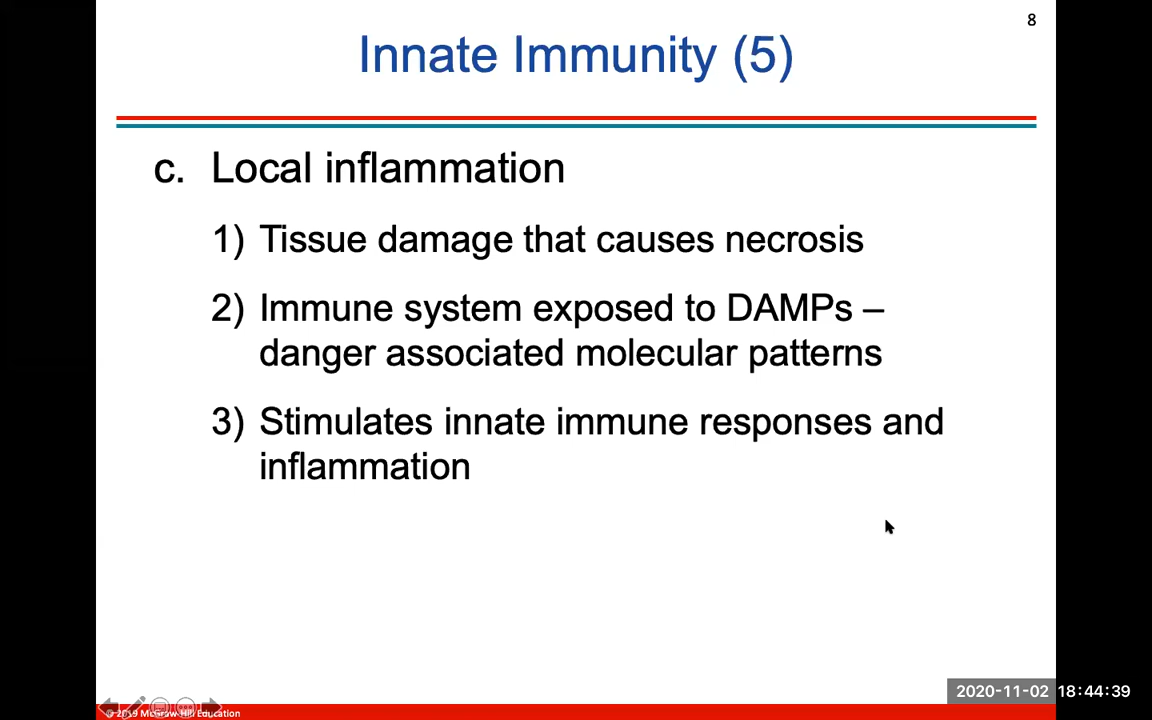 8
Innate Immunity (5)
c. Local inflammation
1) Tissue damage that causes necrosis
2) Immune system exposed to DAMPs –
danger associated molecular patterns
3) Stimulates innate immune responses and
inflammation
2020-11-02 18:44:39
© 2019 McGraw-Hill Education